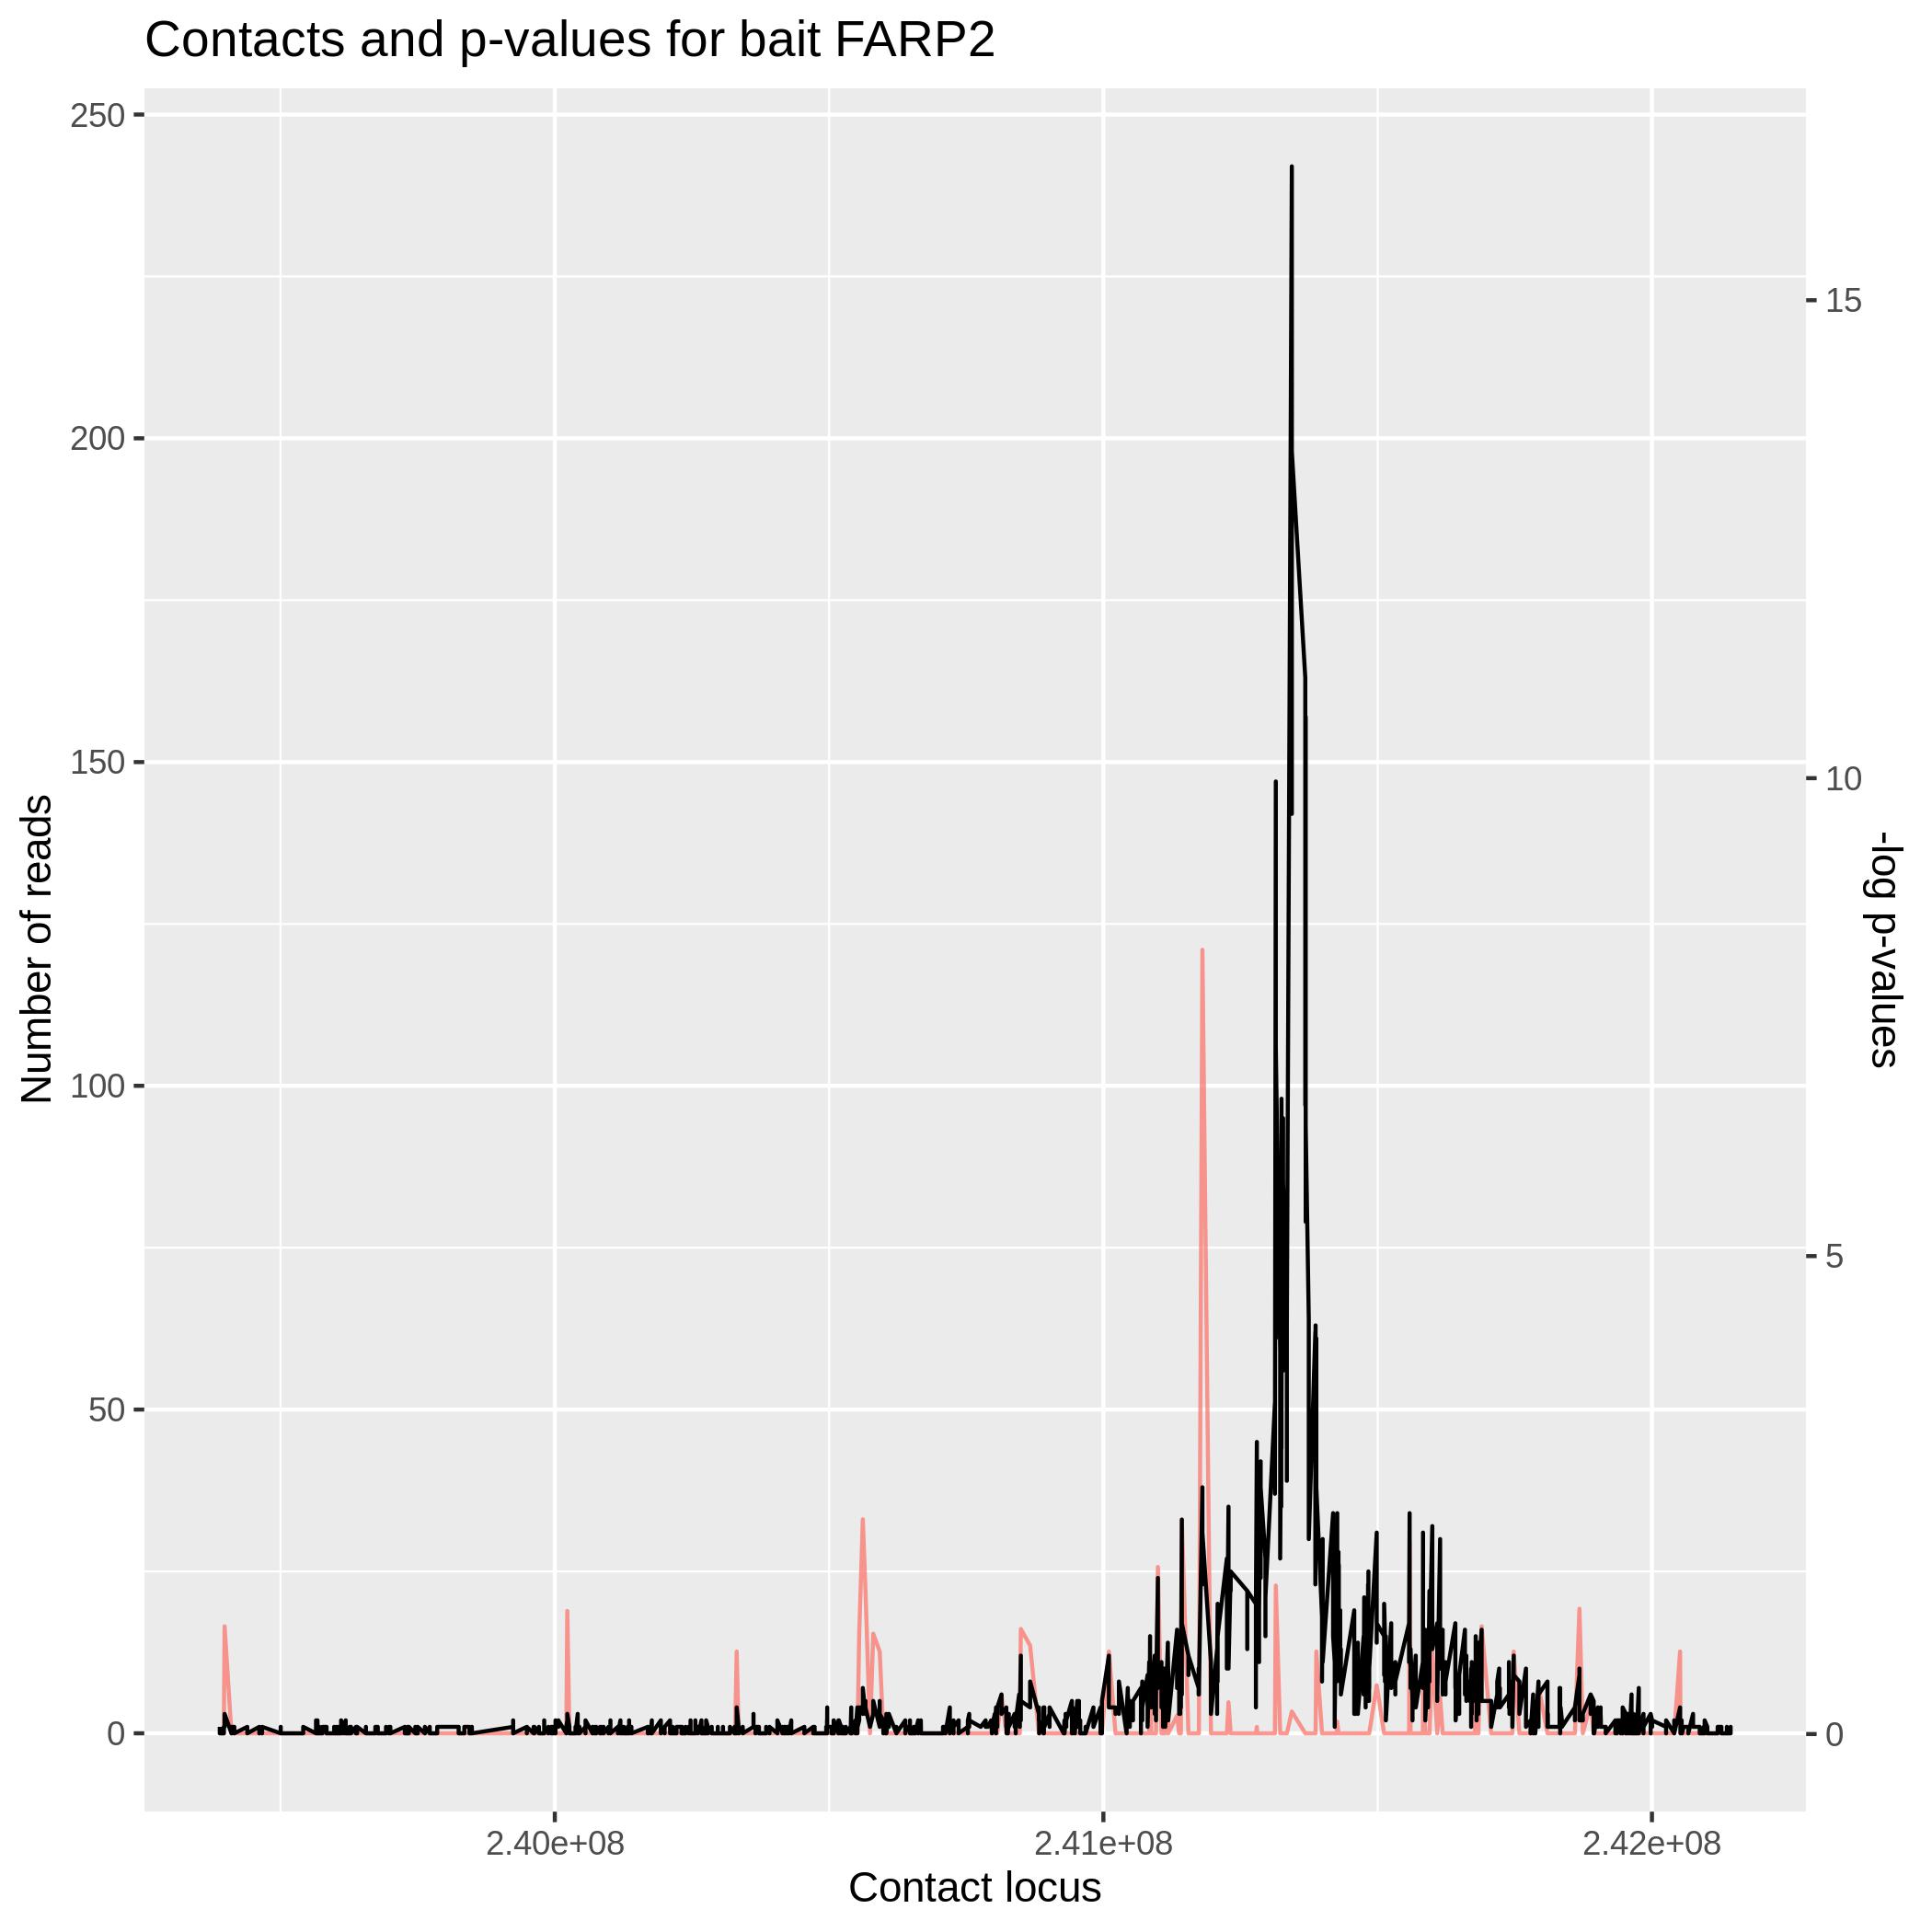 Contacts and p-values for bait FARP2
250
200
150
100
50
0
Number of reads
15
10
5
0
-log p-values
2.40e+08
2.41e+08
2.42e+08
Contact locus